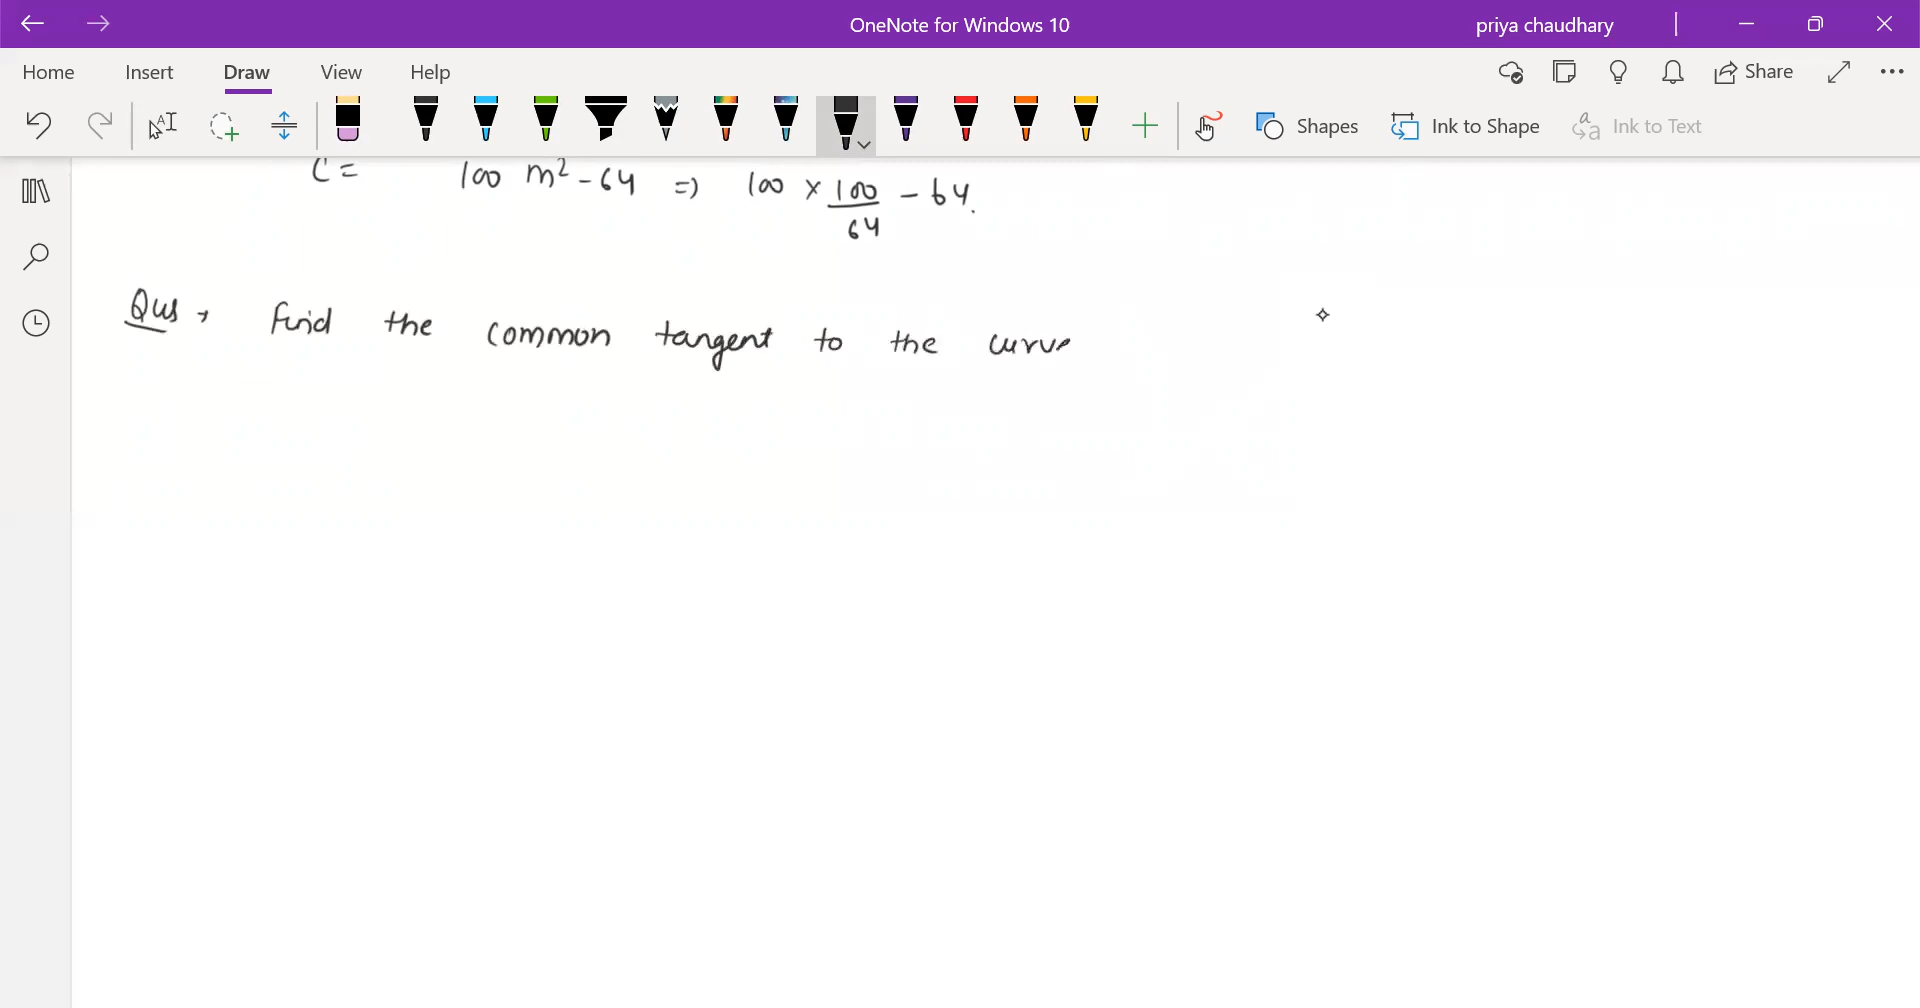 OneNote for Windows 10
priya chaudhary
Home Insert Draw View Help
Share
Shapes Ink to Shape Ink to Text
C = 100 m² - 64 => 100 × 100/64 - 64.
Qus, Find the common tangent to the curve